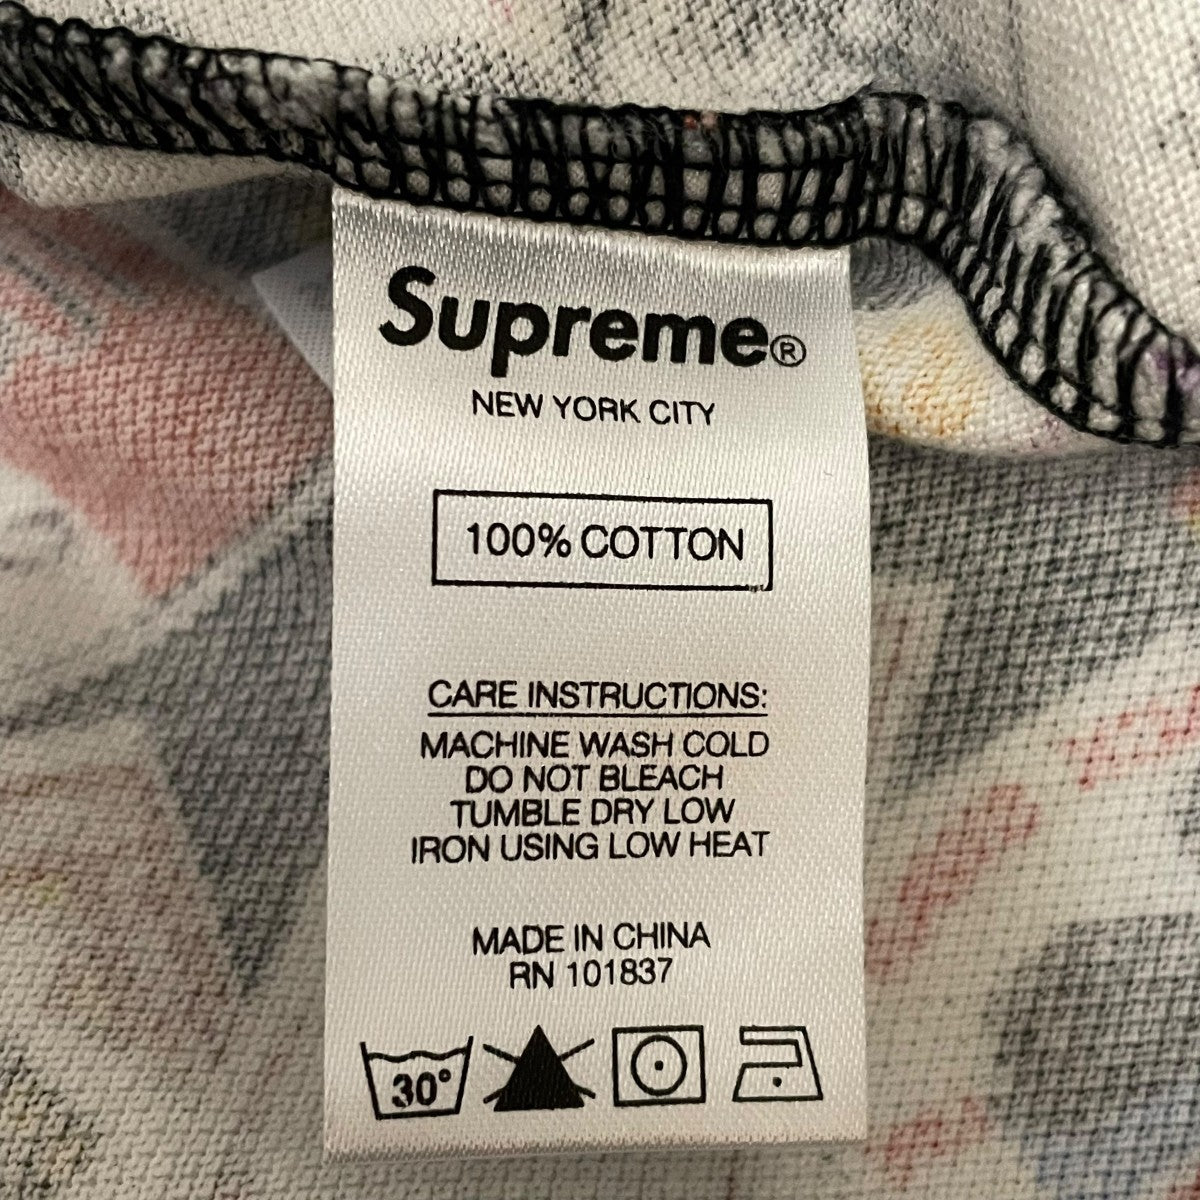 Supreme®
NEW YORK CITY
100% COTTON
CARE INSTRUCTIONS:
MACHINE WASH COLD
DO NOT BLEACH
TUMBLE DRY LOW
IRON USING LOW HEAT
MADE IN CHINA
RN 101837
30°